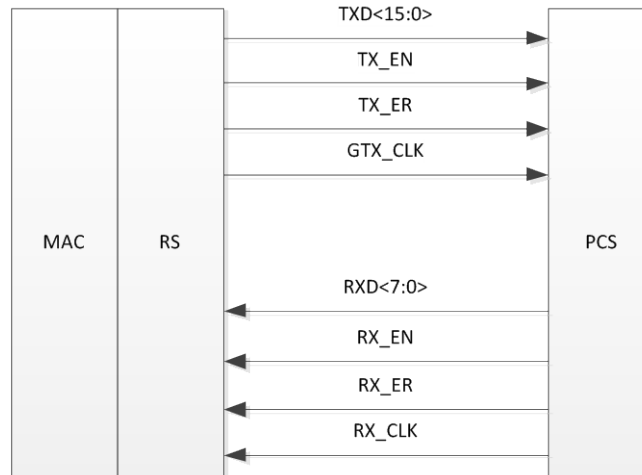 TXD<15:0>
TX_EN
TX_ER
GTX_CLK
MAC
RS
PCS
RXD<7:0>
RX_EN
RX_ER
RX_CLK